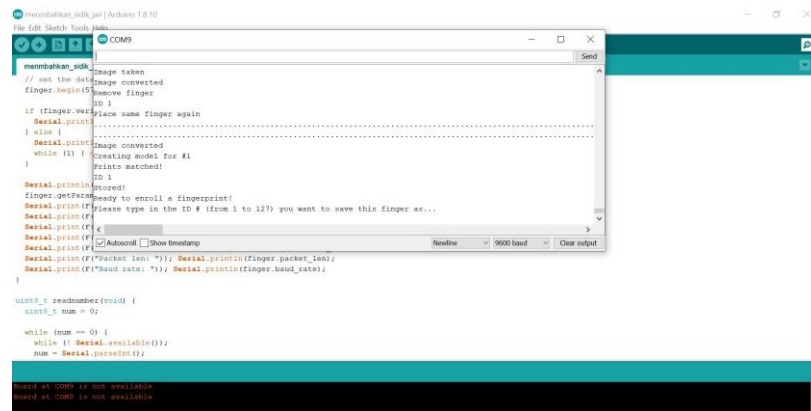 menmbahkan_sidik_jari | Arduino 1.8.10
File Edit Sketch Tools Help
COM9
Send
menmbahkan_sidik_
Image taken
Image converted
Remove finger
ID 1
Place same finger again
................................................................
................................................................
Image converted
Creating model for #1
Prints matched!
ID 1
Stored!
Ready to enroll a fingerprint!
Please type in the ID # (from 1 to 127) you want to save this finger as...
Autoscroll Show timestamp Newline 9600 baud Clear output
// set the data
finger.begin(57
if (finger.veri
Serial.printl
} else {
Serial.printl
while (1) {
}
Serial.println
finger.getParam
Serial.print(F(
Serial.print(F(
Serial.print(F(
Serial.print(F(
Serial.print(F(
Serial.print(F("Packet len: ")); Serial.println(finger.packet_len);
Serial.print(F("Baud rate: ")); Serial.println(finger.baud_rate);
}
uint8_t readnumber(void) {
uint8_t num = 0;
while (num == 0) {
while (! Serial.available());
num = Serial.parseInt();
Board at COM9 is not available
Board at COM9 is not available